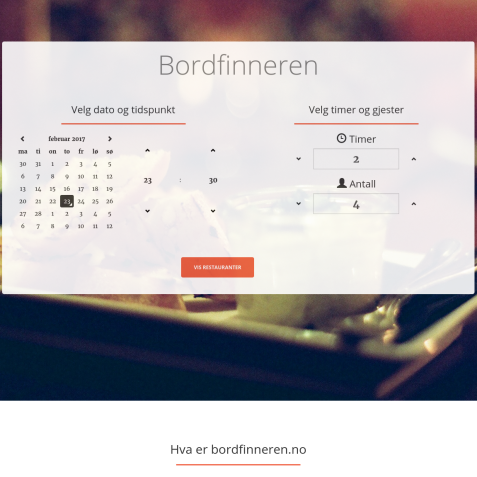 Bordfinneren
Velg dato og tidspunkt
februar 2017
ma ti on to fr lø sø
30 31 1 2 3 4 5
6 7 8 9 10 11 12
13 14 15 16 17 18 19
20 21 22 23 24 25 26
27 28 1 2 3 4 5
6 7 8 9 10 11 12
23 : 30
Velg timer og gjester
Timer
2
Antall
4
VIS RESTAURANTER
Hva er bordfinneren.no